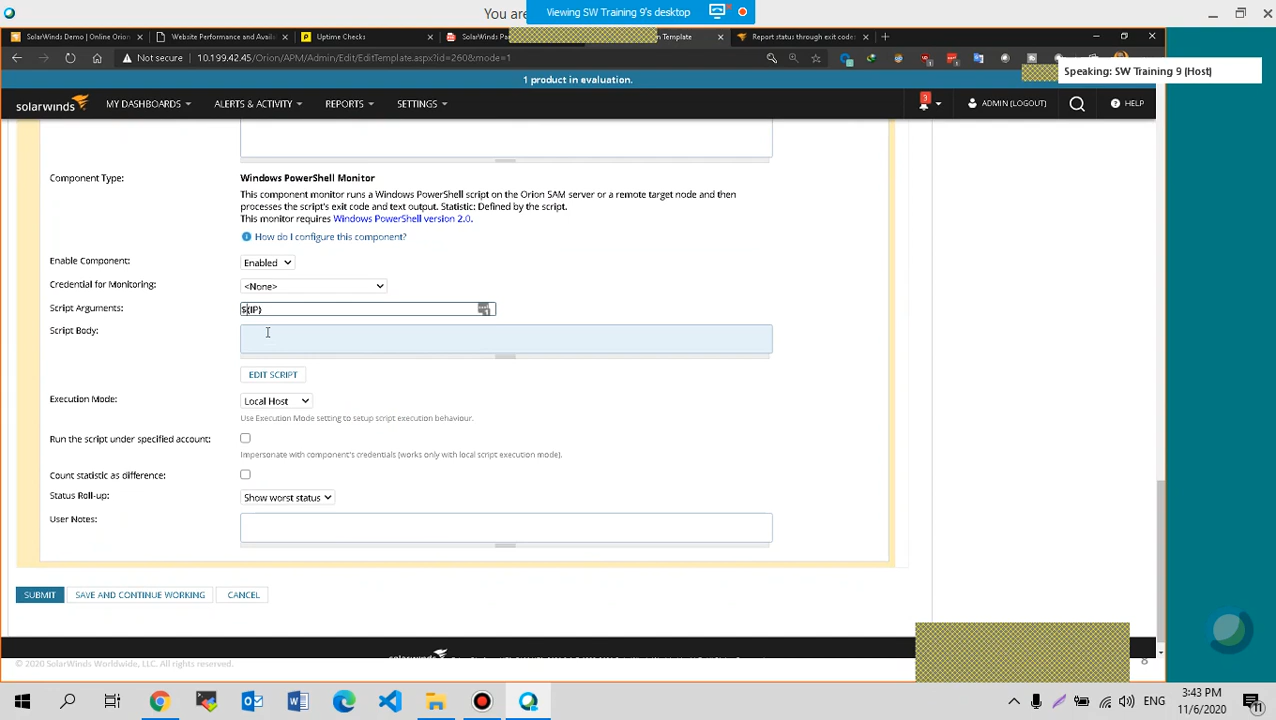 You are
Viewing SW Training 9's desktop
SolarWinds Demo | Online Orion
Website Performance and Avail
Uptime Checks
SolarWinds Pa
n Template
Report status through exit codes
Not secure
10.199.42.45/Orion/APM/Admin/Edit/EditTemplate.aspx?id=260&mode=1
Speaking: SW Training 9 (Host)
1 product in evaluation.
solarwinds
MY DASHBOARDS
ALERTS & ACTIVITY
REPORTS
SETTINGS
3
ADMIN (LOGOUT)
HELP
Component Type:
Windows PowerShell Monitor
This component monitor runs a Windows PowerShell script on the Orion SAM server or a remote target node and then
processes the script's exit code and text output. Statistic: Defined by the script.
This monitor requires Windows PowerShell version 2.0.
How do I configure this component?
Enable Component:
Enabled
Credential for Monitoring:
<None>
Script Arguments:
${IP}
Script Body:
EDIT SCRIPT
Execution Mode:
Local Host
Use Execution Mode setting to setup script execution behaviour.
Run the script under specified account:
Impersonate with component's credentials (works only with local script execution mode).
Count statistic as difference:
Status Roll-up:
Show worst status
User Notes:
SUBMIT
SAVE AND CONTINUE WORKING
CANCEL
© 2020 SolarWinds Worldwide, LLC. All rights reserved.
3:43 PM
11/6/2020